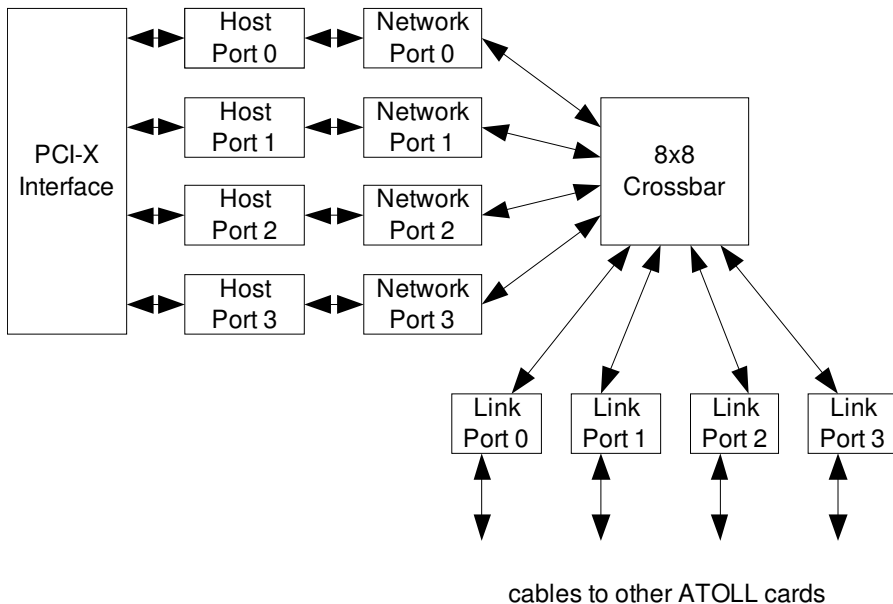 Host
Port 0
Network
Port 0
Host
Port 1
Network
Port 1
PCI-X
Interface
8x8
Crossbar
Host
Port 2
Network
Port 2
Host
Port 3
Network
Port 3
Link
Port 0
Link
Port 1
Link
Port 2
Link
Port 3
cables to other ATOLL cards